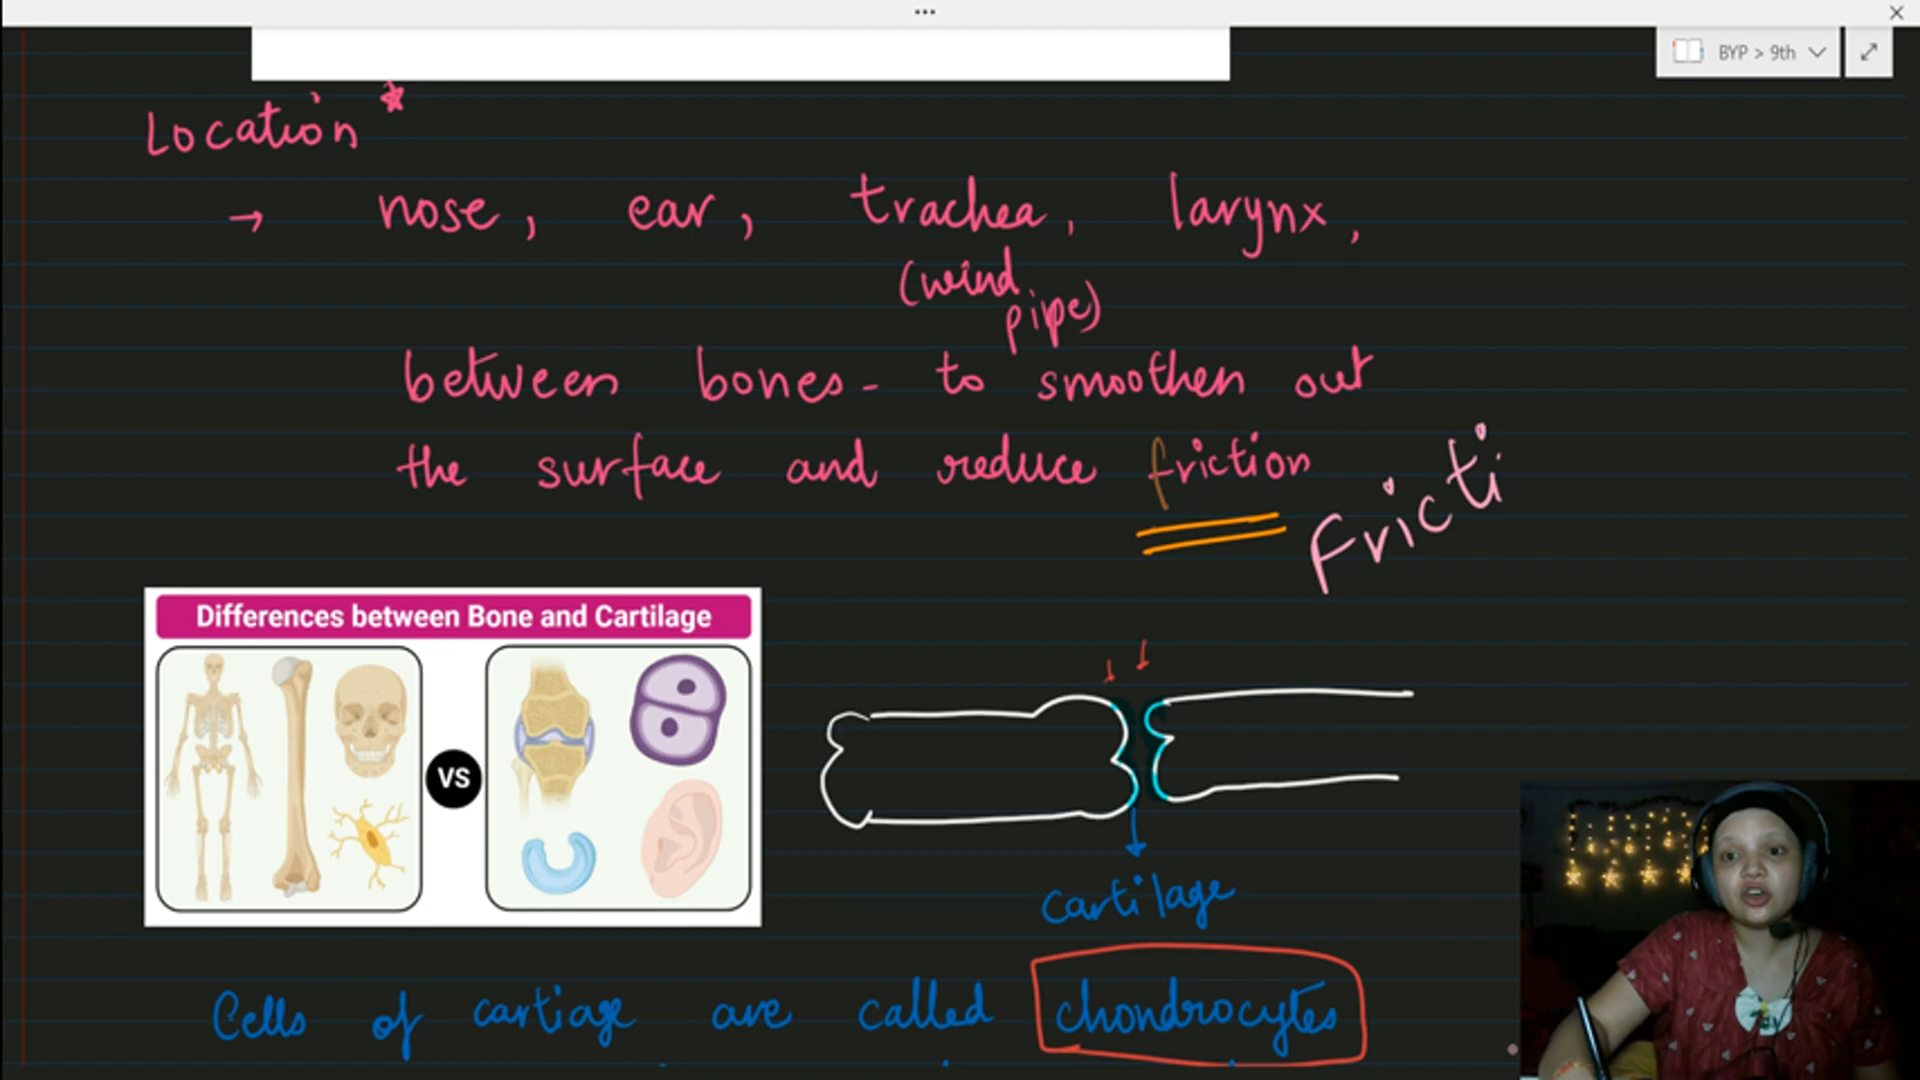 BYP > 9th
Location *
→ nose, ear, trachea, larynx,
(wind
pipe)
between bones - to smoothen out
the surface and reduce friction
fricti
Differences between Bone and Cartilage
VS
cartilage
Cells of cartiage are called chondrocytes